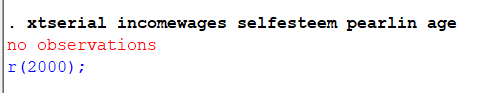 . xtserial incomewages selfesteem pearlin age
no observations
r(2000);